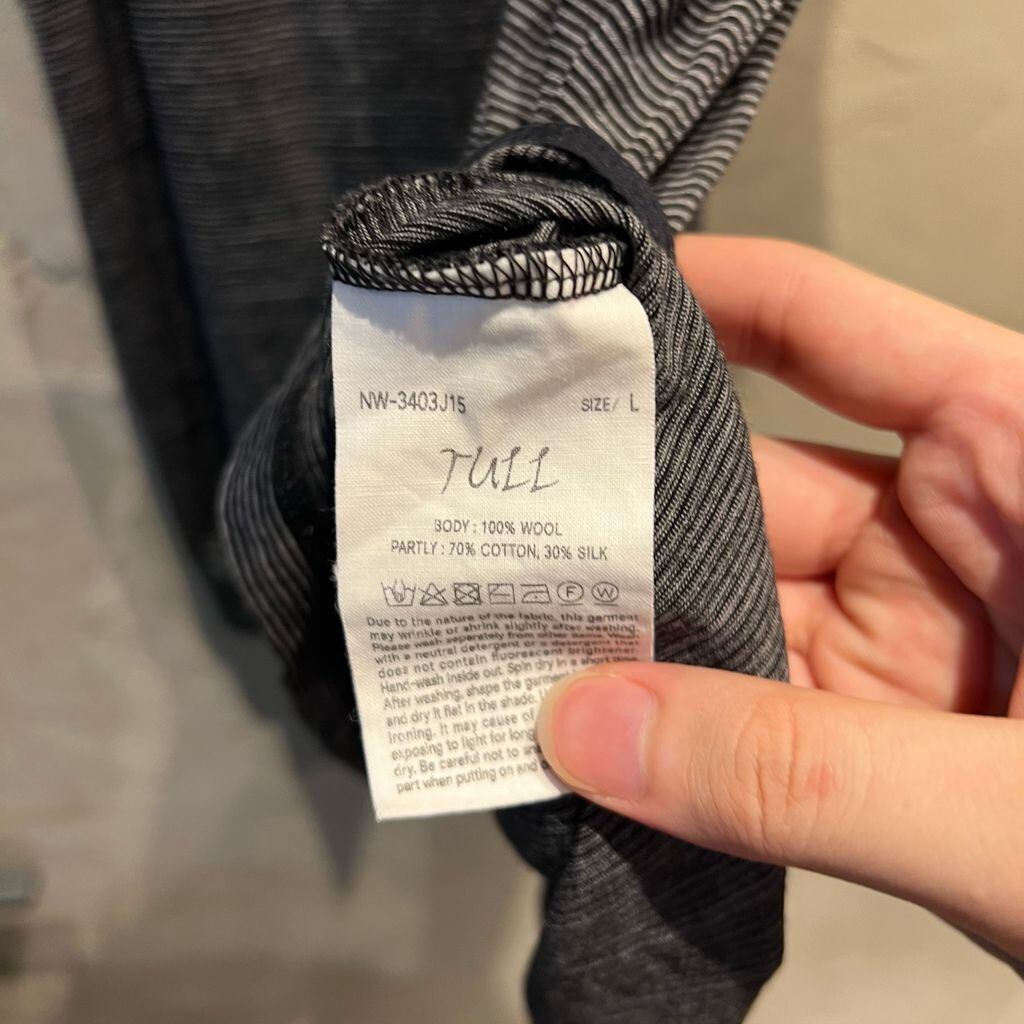 NW-3403J15 SIZE/ L
TULL
BODY : 100% WOOL
PARTLY : 70% COTTON, 30% SILK
F W
Due to the nature of the fabric, this garment
may wrinkle or shrink slightly after washing.
Please wash separately from other items. Wash
with a neutral detergent or a detergent that
does not contain fluorescent brightener.
Hand-wash inside out. Spin dry in a short
After washing, shape the
and dry it flat in the shade.
ironing. It may cause
exposing to light for long
dry. Be careful not to
part when putting on and